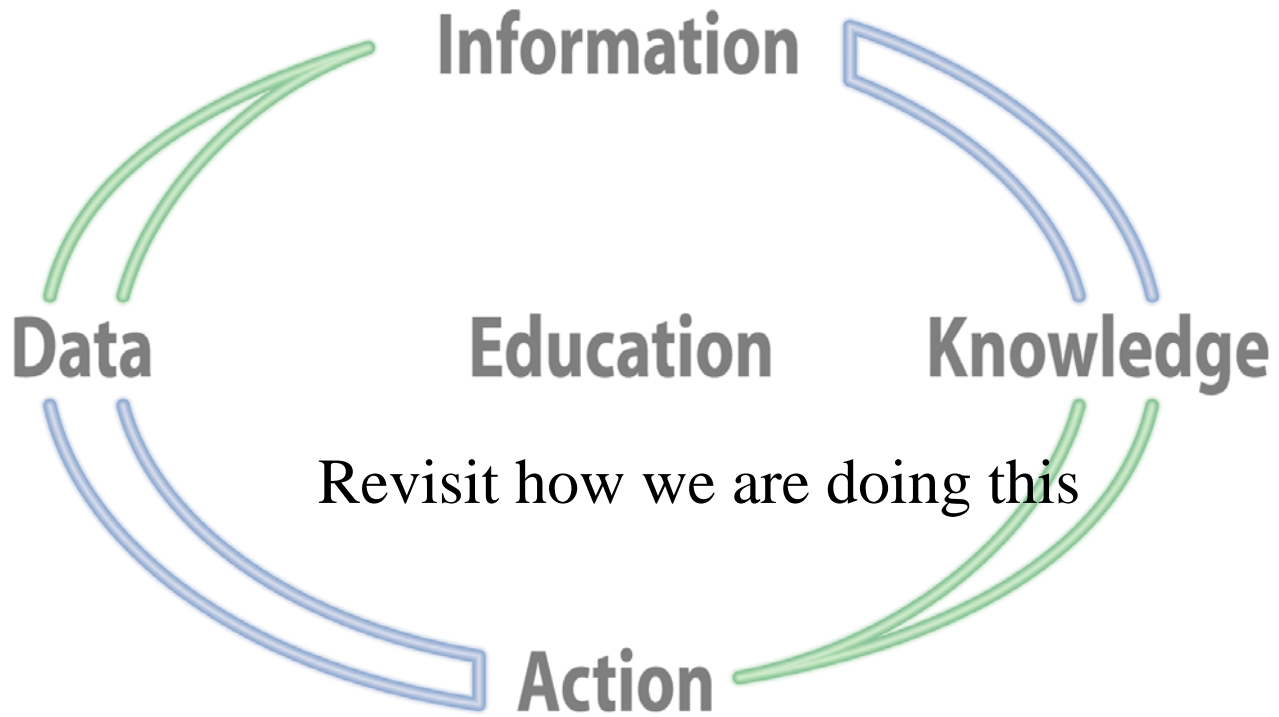 Information
Data
Education
Knowledge
Revisit how we are doing this
Action